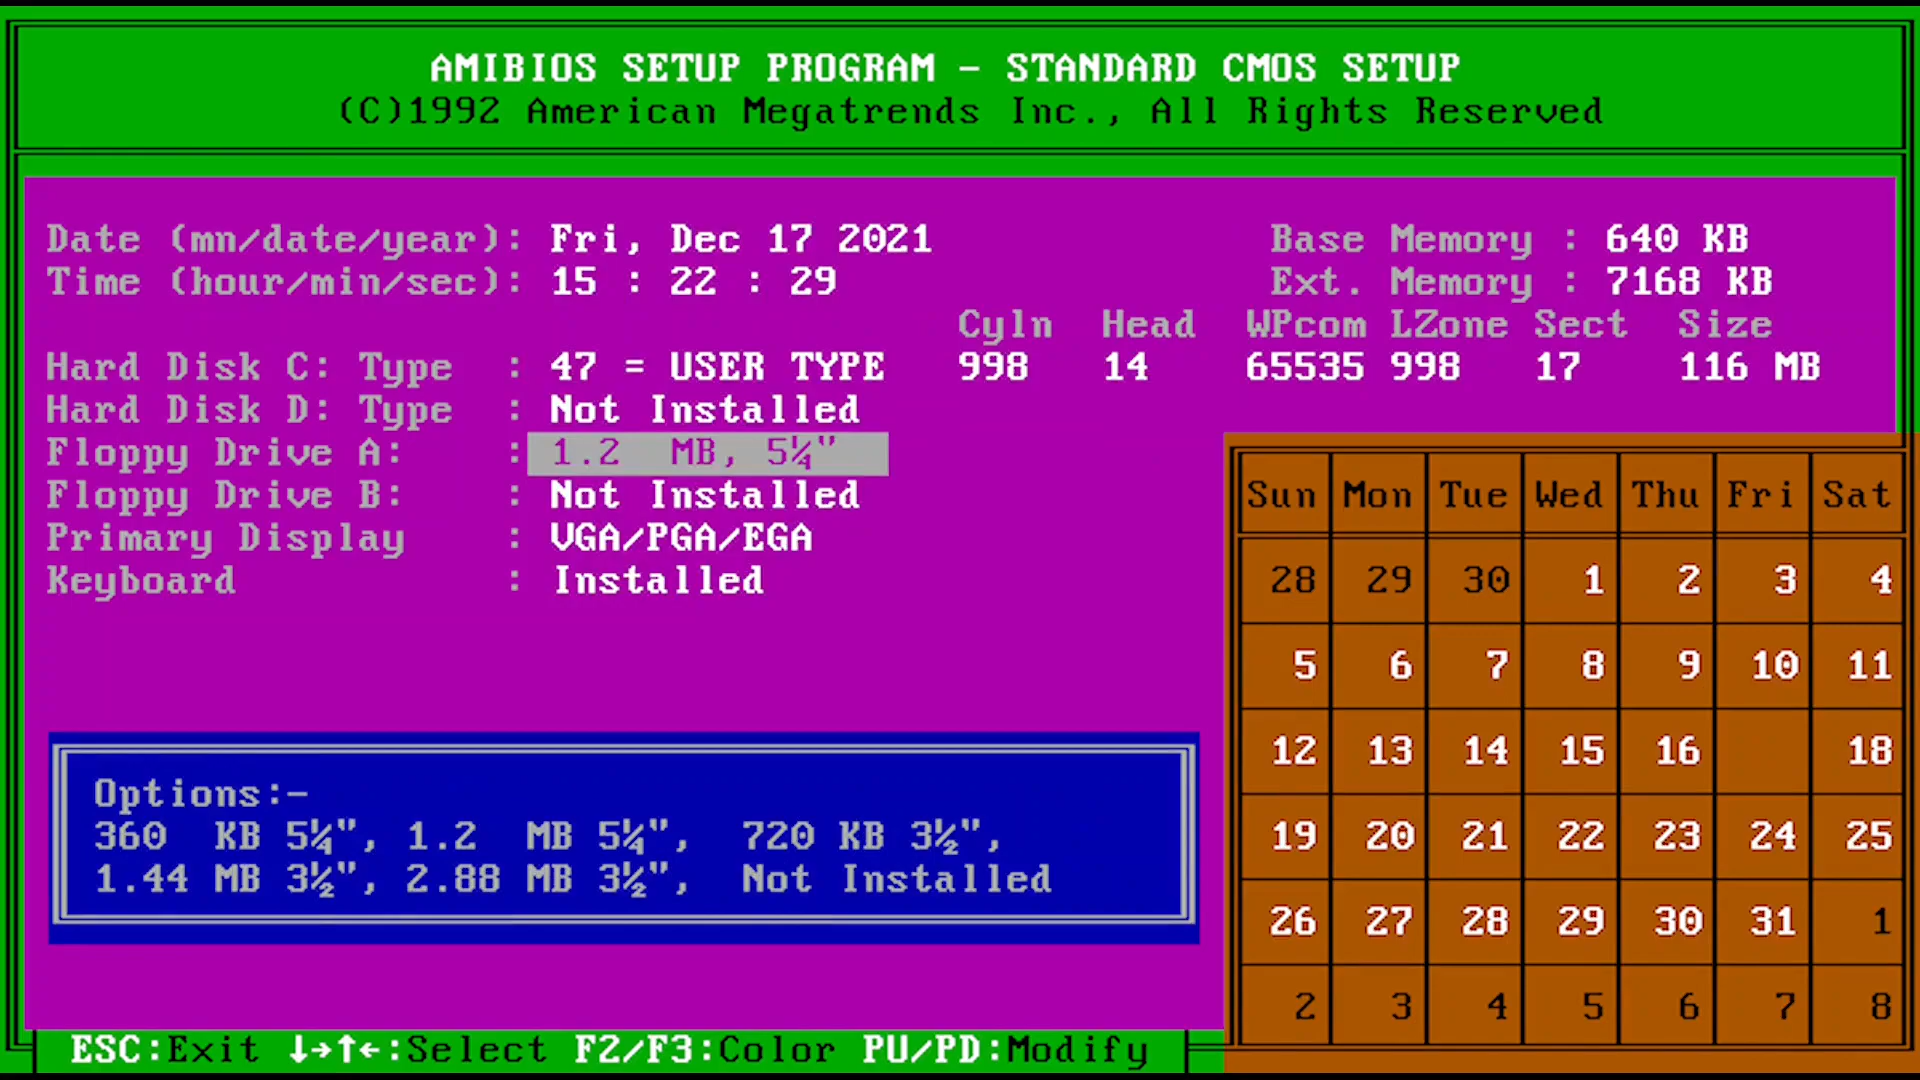 AMIBIOS SETUP PROGRAM - STANDARD CMOS SETUP
(C)1992 American Megatrends Inc., All Rights Reserved
Date (mn/date/year): Fri, Dec 17 2021 Base Memory : 640 KB
Time (hour/min/sec): 15 : 22 : 29 Ext. Memory : 7168 KB
Cyln Head WPcom LZone Sect Size
Hard Disk C: Type : 47 = USER TYPE 998 14 65535 998 17 116 MB
Hard Disk D: Type : Not Installed
Floppy Drive A: : 1.2 MB, 5¼"
Floppy Drive B: : Not Installed
Primary Display : VGA/PGA/EGA
Keyboard : Installed
Sun Mon Tue Wed Thu Fri Sat
28 29 30 1 2 3 4
5 6 7 8 9 10 11
12 13 14 15 16 18
19 20 21 22 23 24 25
26 27 28 29 30 31 1
2 3 4 5 6 7 8
Options:-
360 KB 5¼", 1.2 MB 5¼", 720 KB 3½",
1.44 MB 3½", 2.88 MB 3½", Not Installed
ESC:Exit ↓→↑←:Select F2/F3:Color PU/PD:Modify